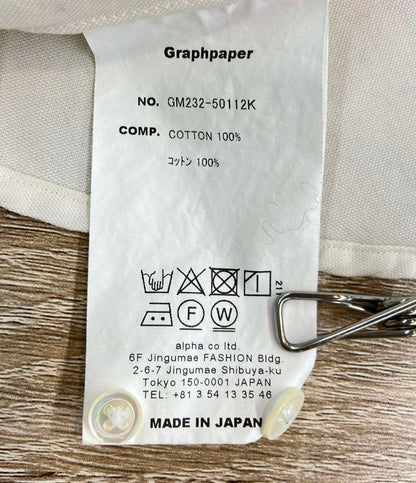 Graphpaper
NO. GM232-50112K
COMP. COTTON 100%
コットン 100%
21
F W
alpha co ltd.
6F Jingumae FASHION Bldg.
2-6-7 Jingumae Shibuya-ku
Tokyo 150-0001 JAPAN
TEL: +81 3 54 13 35 46
MADE IN JAPAN